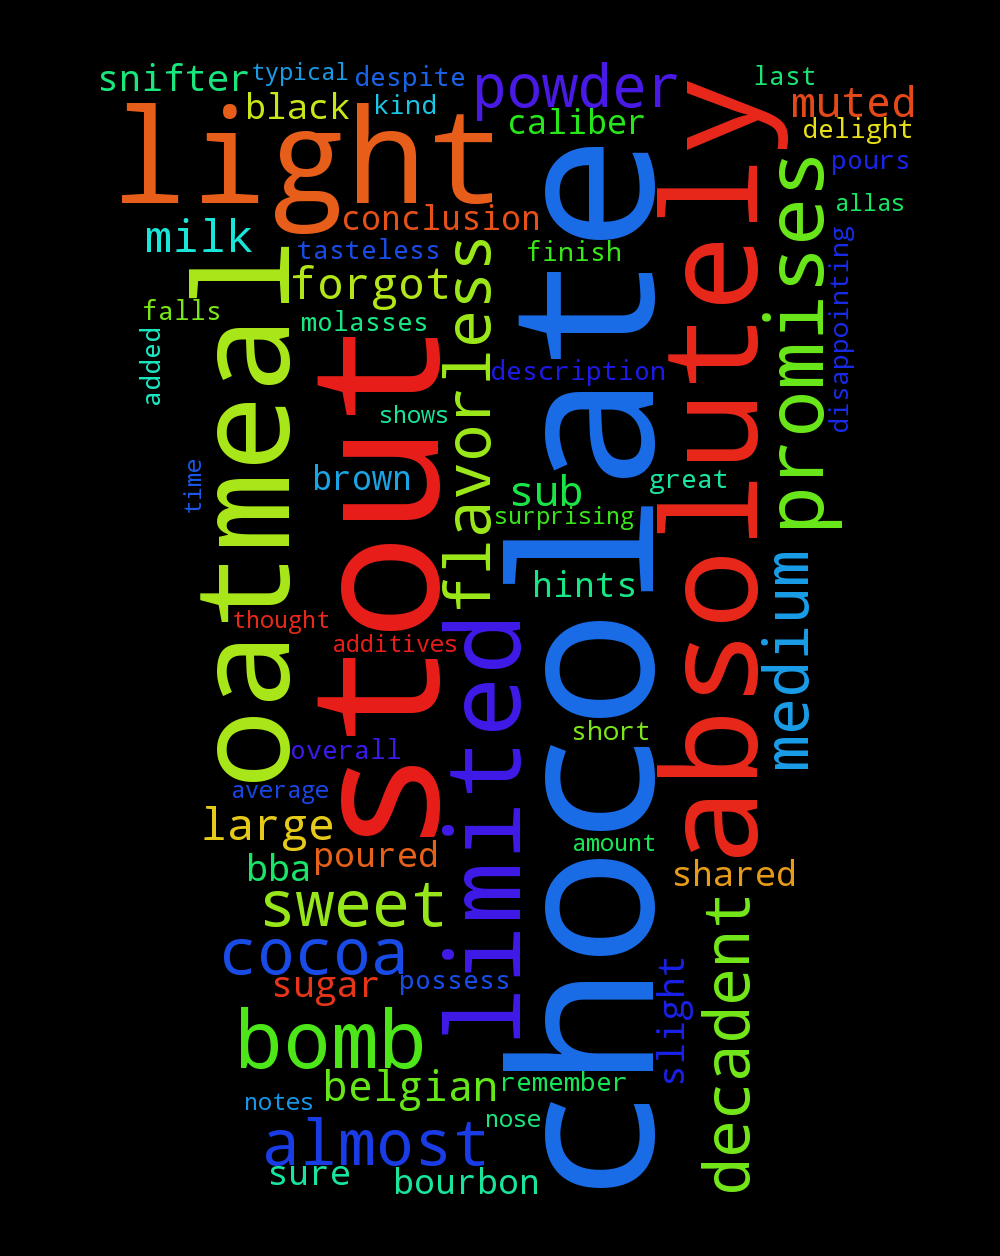 snifter
typical
despite
powder
last
light
black
kind
caliber
muted
delight
milk
conclusion
pours
allas
tasteless
finish
forgot
falls
molasses
added
oatmeal
stout
flavorless
chocolate
absolutely
promises
disappointing
description
shows
time
brown
sub
great
surprising
hints
medium
thought
additives
limited
short
overall
average
large
poured
amount
bba
shared
sweet
decadent
cocoa
sugar
possess
slight
bomb
belgian
remember
notes
nose
almost
sure
bourbon